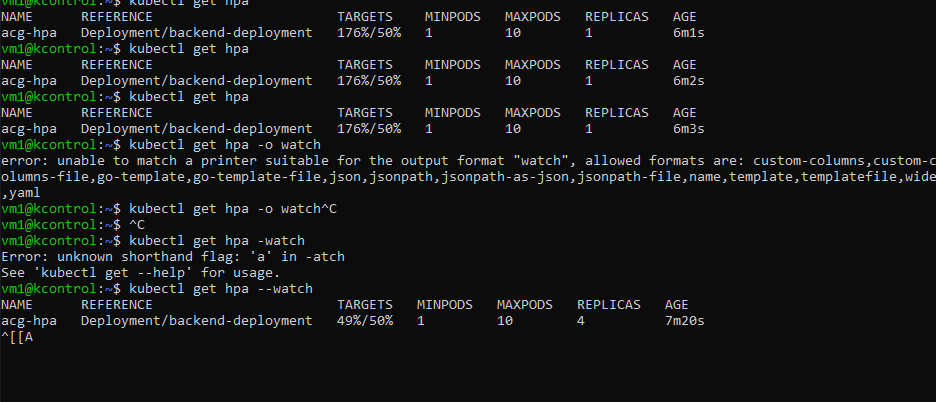 vm1@kcontrol:~$ kubectl get hpa
NAME      REFERENCE                       TARGETS    MINPODS   MAXPODS   REPLICAS   AGE
acg-hpa   Deployment/backend-deployment   176%/50%   1         10        1          6m1s
vm1@kcontrol:~$ kubectl get hpa
NAME      REFERENCE                       TARGETS    MINPODS   MAXPODS   REPLICAS   AGE
acg-hpa   Deployment/backend-deployment   176%/50%   1         10        1          6m2s
vm1@kcontrol:~$ kubectl get hpa
NAME      REFERENCE                       TARGETS    MINPODS   MAXPODS   REPLICAS   AGE
acg-hpa   Deployment/backend-deployment   176%/50%   1         10        1          6m3s
vm1@kcontrol:~$ kubectl get hpa -o watch
error: unable to match a printer suitable for the output format "watch", allowed formats are: custom-columns,custom-c
olumns-file,go-template,go-template-file,json,jsonpath,jsonpath-as-json,jsonpath-file,name,template,templatefile,wide
,yaml
vm1@kcontrol:~$ kubectl get hpa -o watch^C
vm1@kcontrol:~$ ^C
vm1@kcontrol:~$ kubectl get hpa -watch
Error: unknown shorthand flag: 'a' in -atch
See 'kubectl get --help' for usage.
vm1@kcontrol:~$ kubectl get hpa --watch
NAME      REFERENCE                       TARGETS   MINPODS   MAXPODS   REPLICAS   AGE
acg-hpa   Deployment/backend-deployment   49%/50%   1         10        4          7m20s
^[[A